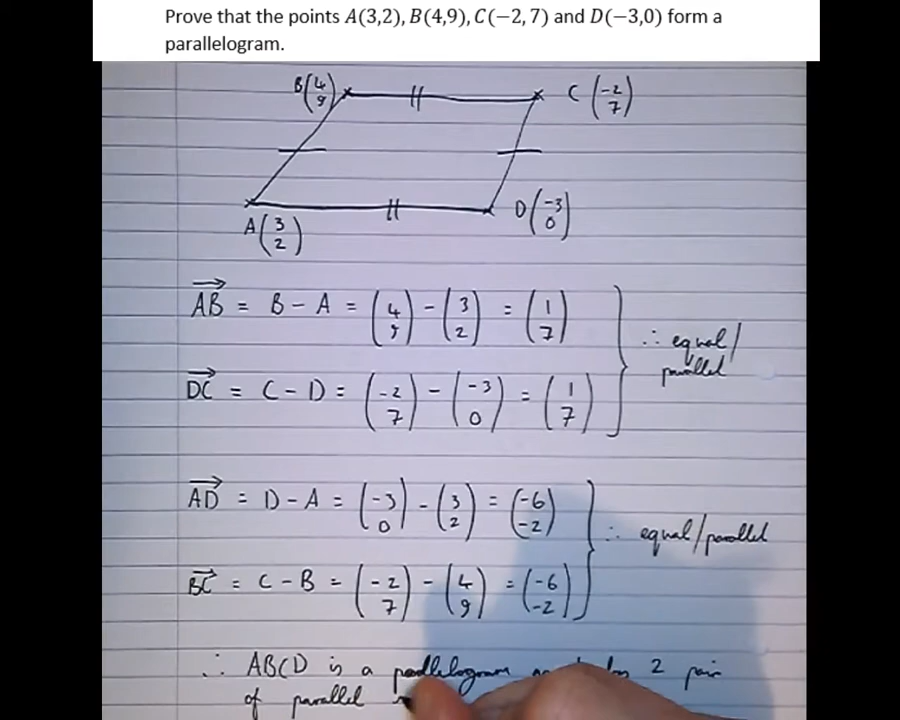 Prove that the points A(3,2), B(4,9), C(−2,7) and D(−3,0) form a
parallelogram.
B(4 9) C(-2 7)
A(3 2) D(-3 0)
AB = B - A = (4 9) - (3 2) = (1 7)
∴ equal/
parallel
DC = C - D = (-2 7) - (-3 0) = (1 7)
AD = D - A = (-3 0) - (3 2) = (-6 -2)
∴ equal/parallel
BC = C - B = (-2 7) - (4 9) = (-6 -2)
∴ ABCD is a parallelogram 2 pair
of parallel